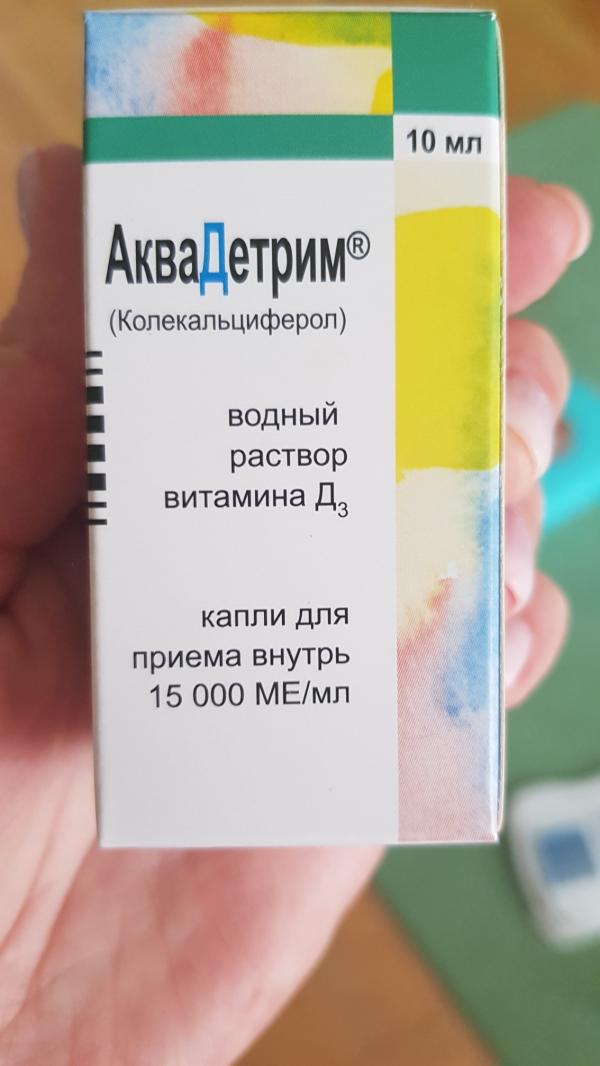 10 мл
АкваДетрим®
(Колекальциферол)
водный
раствор
витамина Д₃
капли для
приема внутрь
15 000 МЕ/мл